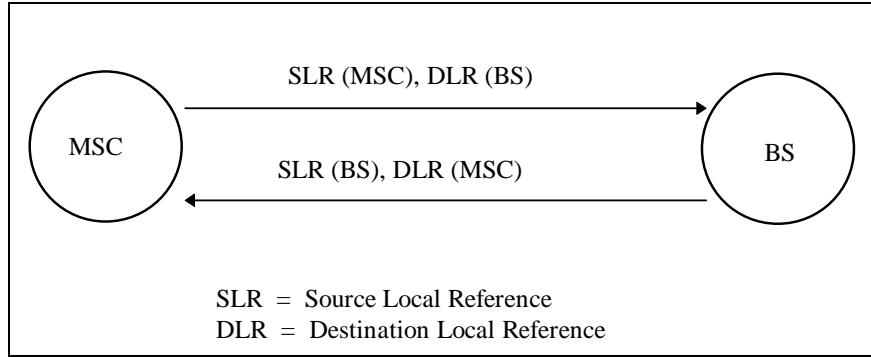 SLR (MSC), DLR (BS)
MSC
BS
SLR (BS), DLR (MSC)
SLR = Source Local Reference
DLR = Destination Local Reference